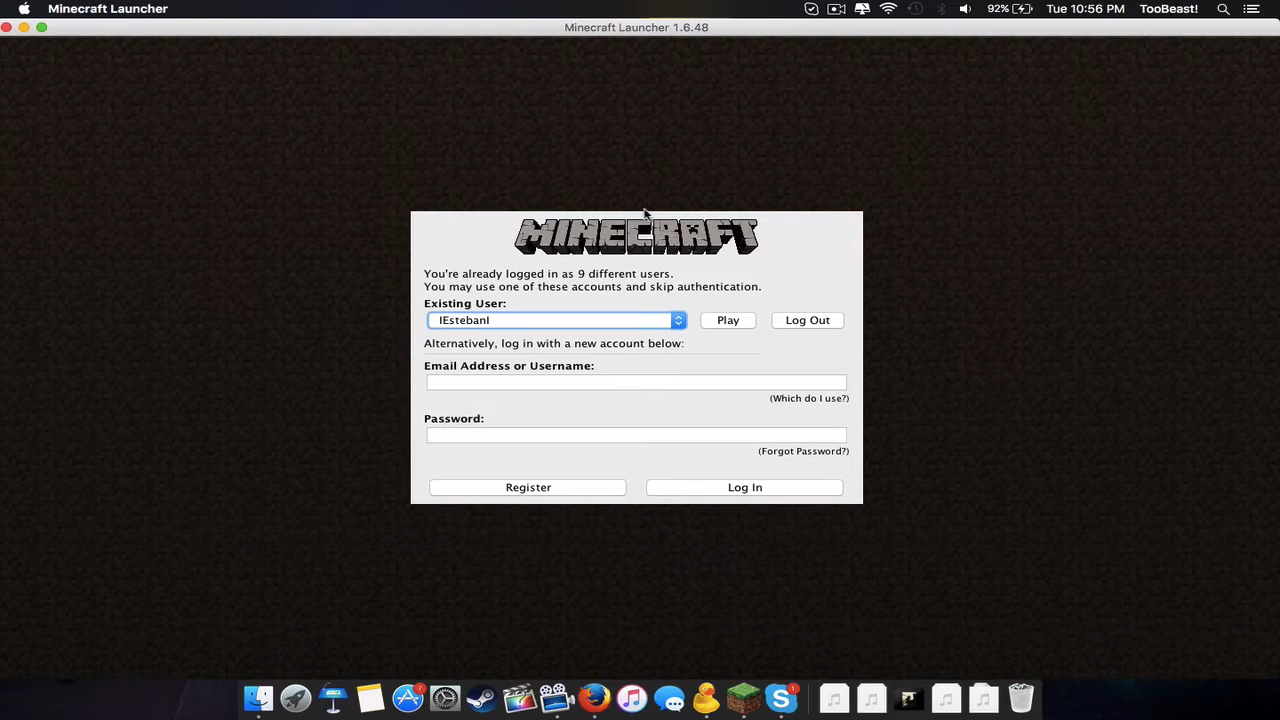 Minecraft Launcher
92%
Tue 10:56 PM
TooBeast!
Minecraft Launcher 1.6.48
MINECRAFT
You're already logged in as 9 different users.
You may use one of these accounts and skip authentication.
Existing User:
IEstebanI
Play
Log Out
Alternatively, log in with a new account below:
Email Address or Username:
(Which do I use?)
Password:
(Forgot Password?)
Register
Log In
7
1